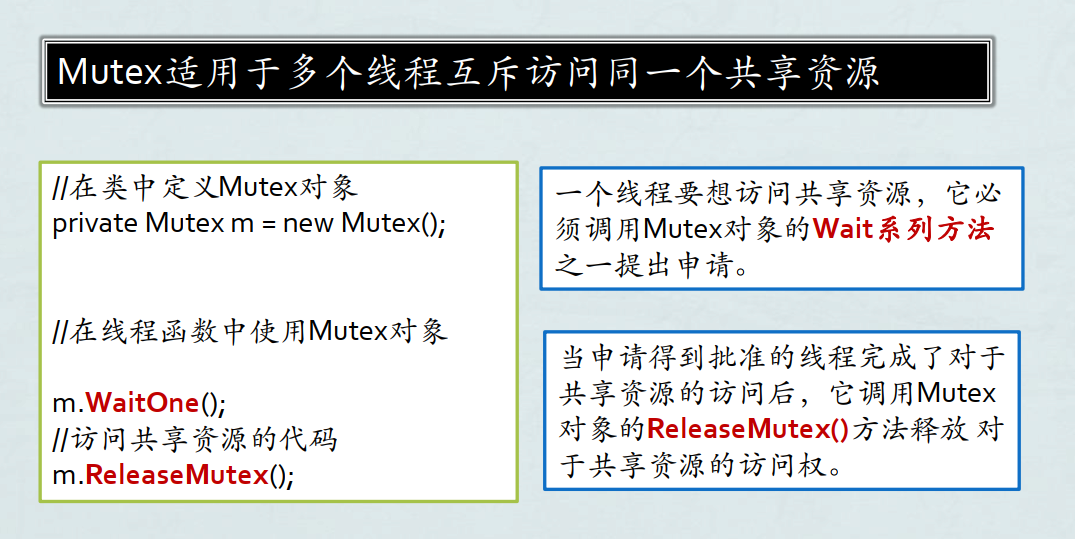 Mutex适用于多个线程互斥访问同一个共享资源
//在类中定义Mutex对象
private Mutex m = new Mutex();
//在线程函数中使用Mutex对象
m.WaitOne();
//访问共享资源的代码
m.ReleaseMutex();
一个线程要想访问共享资源，它必
须调用Mutex对象的Wait系列方法
之一提出申请。
当申请得到批准的线程完成了对于
共享资源的访问后，它调用Mutex
对象的ReleaseMutex()方法释放 对
于共享资源的访问权。